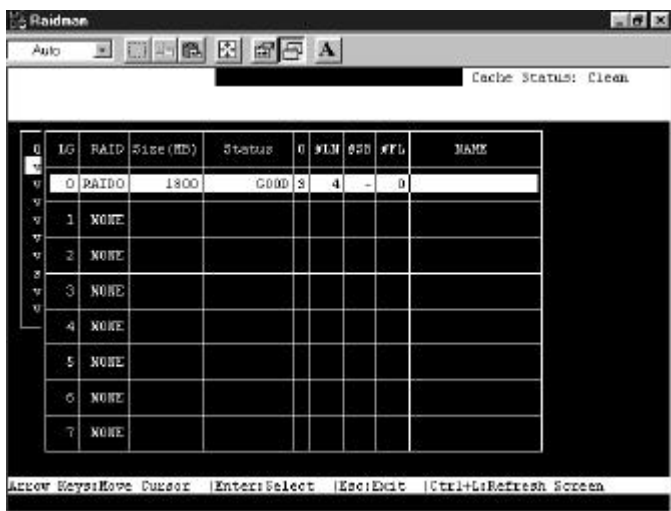 Raidman
Auto A
Cache Status: Clean
LG RAID Size(MB) Status O #LN #SB #FL NAME
0 RAID0 1800 GOOD S 4 - 0
1 NONE
2 NONE
3 NONE
4 NONE
5 NONE
6 NONE
7 NONE
Arrow Keys:Move Cursor |Enter:Select |Esc:Exit |Ctrl+L:Refresh Screen